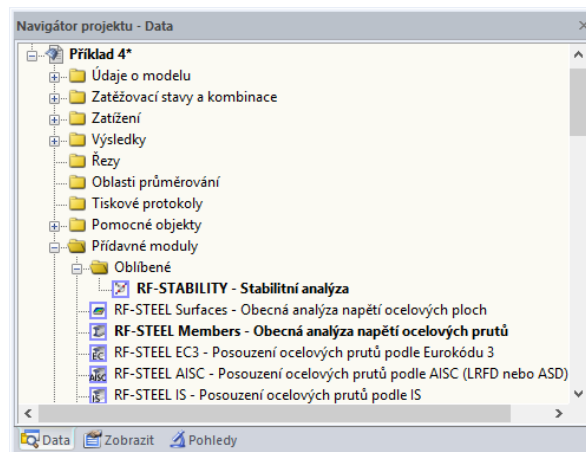 Navigátor projektu - Data
Příklad 4*
Údaje o modelu
Zatěžovací stavy a kombinace
Zatížení
Výsledky
Řezy
Oblasti průměrování
Tiskové protokoly
Pomocné objekty
Přídavné moduly
Oblíbené
RF-STABILITY - Stabilitní analýza
RF-STEEL Surfaces - Obecná analýza napětí ocelových ploch
RF-STEEL Members - Obecná analýza napětí ocelových prutů
EC RF-STEEL EC3 - Posouzení ocelových prutů podle Eurokódu 3
AISC RF-STEEL AISC - Posouzení ocelových prutů podle AISC (LRFD nebo ASD)
IS RF-STEEL IS - Posouzení ocelových prutů podle IS
Data Zobrazit Pohledy